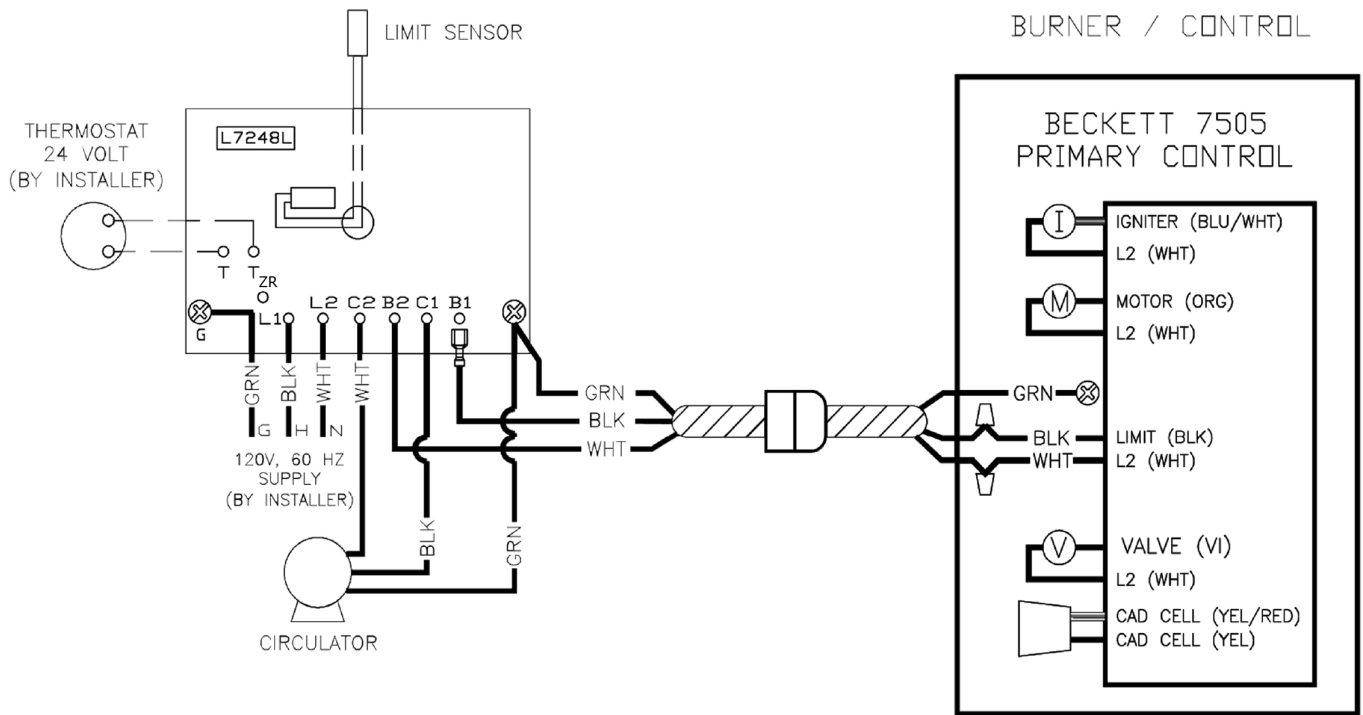 LIMIT SENSOR
BURNER / CONTROL
THERMOSTAT
24 VOLT
(BY INSTALLER)
L7248L
T T
ZR
G
L1
L2 C2 B2 C1 B1
GRN
BLK
WHT
WHT
G H N
120V, 60 HZ
SUPPLY
(BY INSTALLER)
BLK
GRN
CIRCULATOR
GRN
BLK
WHT
BECKETT 7505
PRIMARY CONTROL
I
IGNITER (BLU/WHT)
L2 (WHT)
M
MOTOR (ORG)
L2 (WHT)
GRN
BLK
LIMIT (BLK)
WHT
L2 (WHT)
V
VALVE (VI)
L2 (WHT)
CAD CELL (YEL/RED)
CAD CELL (YEL)